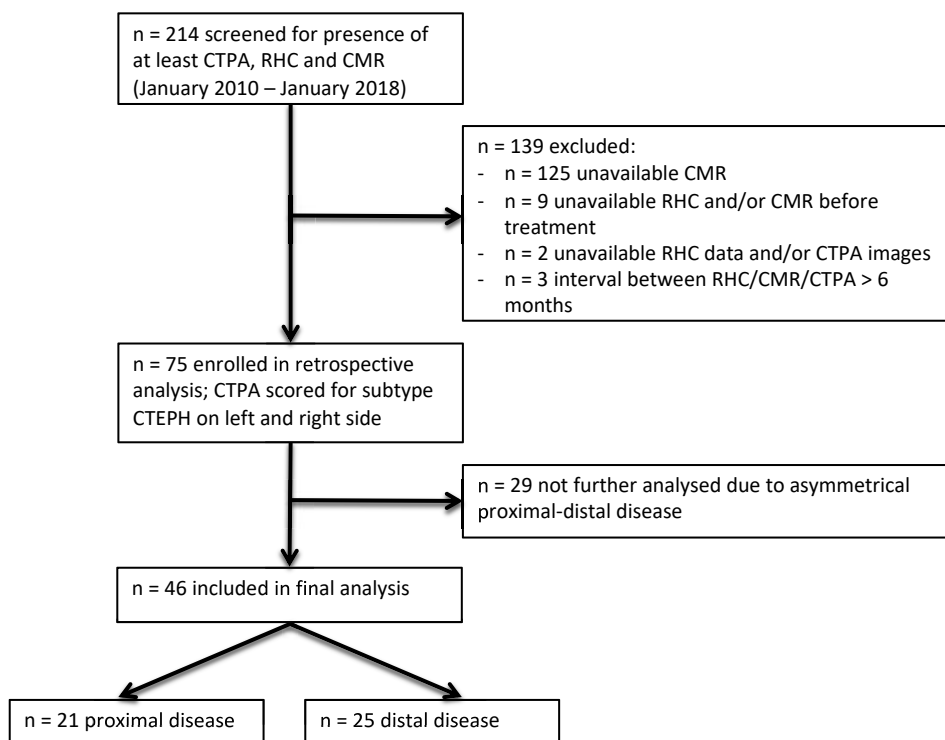 n = 214 screened for presence of
at least CTPA, RHC and CMR
(January 2010 – January 2018)
n = 139 excluded:
- n = 125 unavailable CMR
- n = 9 unavailable RHC and/or CMR before
treatment
- n = 2 unavailable RHC data and/or CTPA images
- n = 3 interval between RHC/CMR/CTPA > 6
months
n = 75 enrolled in retrospective
analysis; CTPA scored for subtype
CTEPH on left and right side
n = 29 not further analysed due to asymmetrical
proximal-distal disease
n = 46 included in final analysis
n = 21 proximal disease
n = 25 distal disease